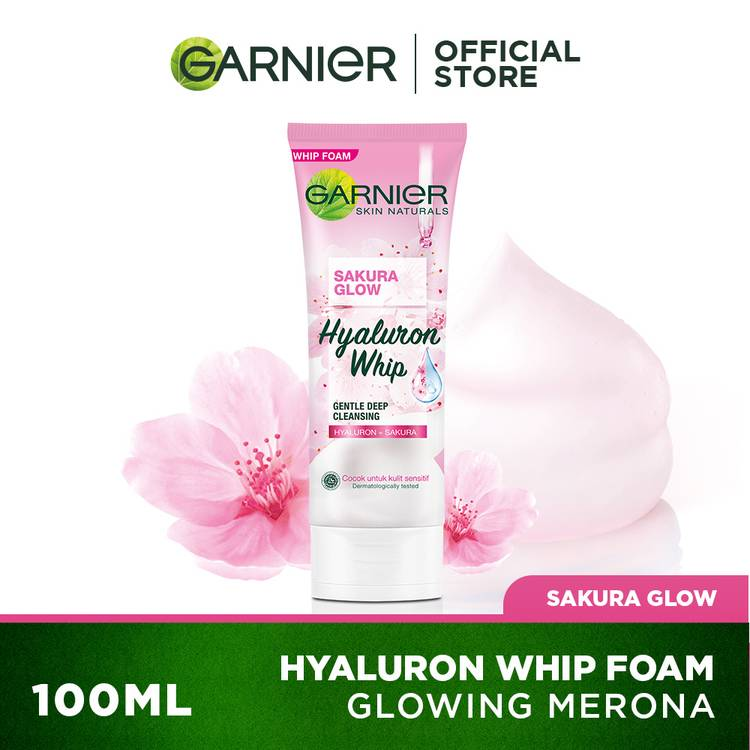 GARNIER
OFFICIAL
STORE
WHIP FOAM
GARNIER
SKIN NATURALS
SAKURA
GLOW
Hyaluron
Whip
GENTLE DEEP
CLEANSING
HYALURON + SAKURA
Cocok untuk kulit sensitif
Dermatologically tested
SAKURA GLOW
100ML
HYALURON WHIP FOAM
GLOWING MERONA